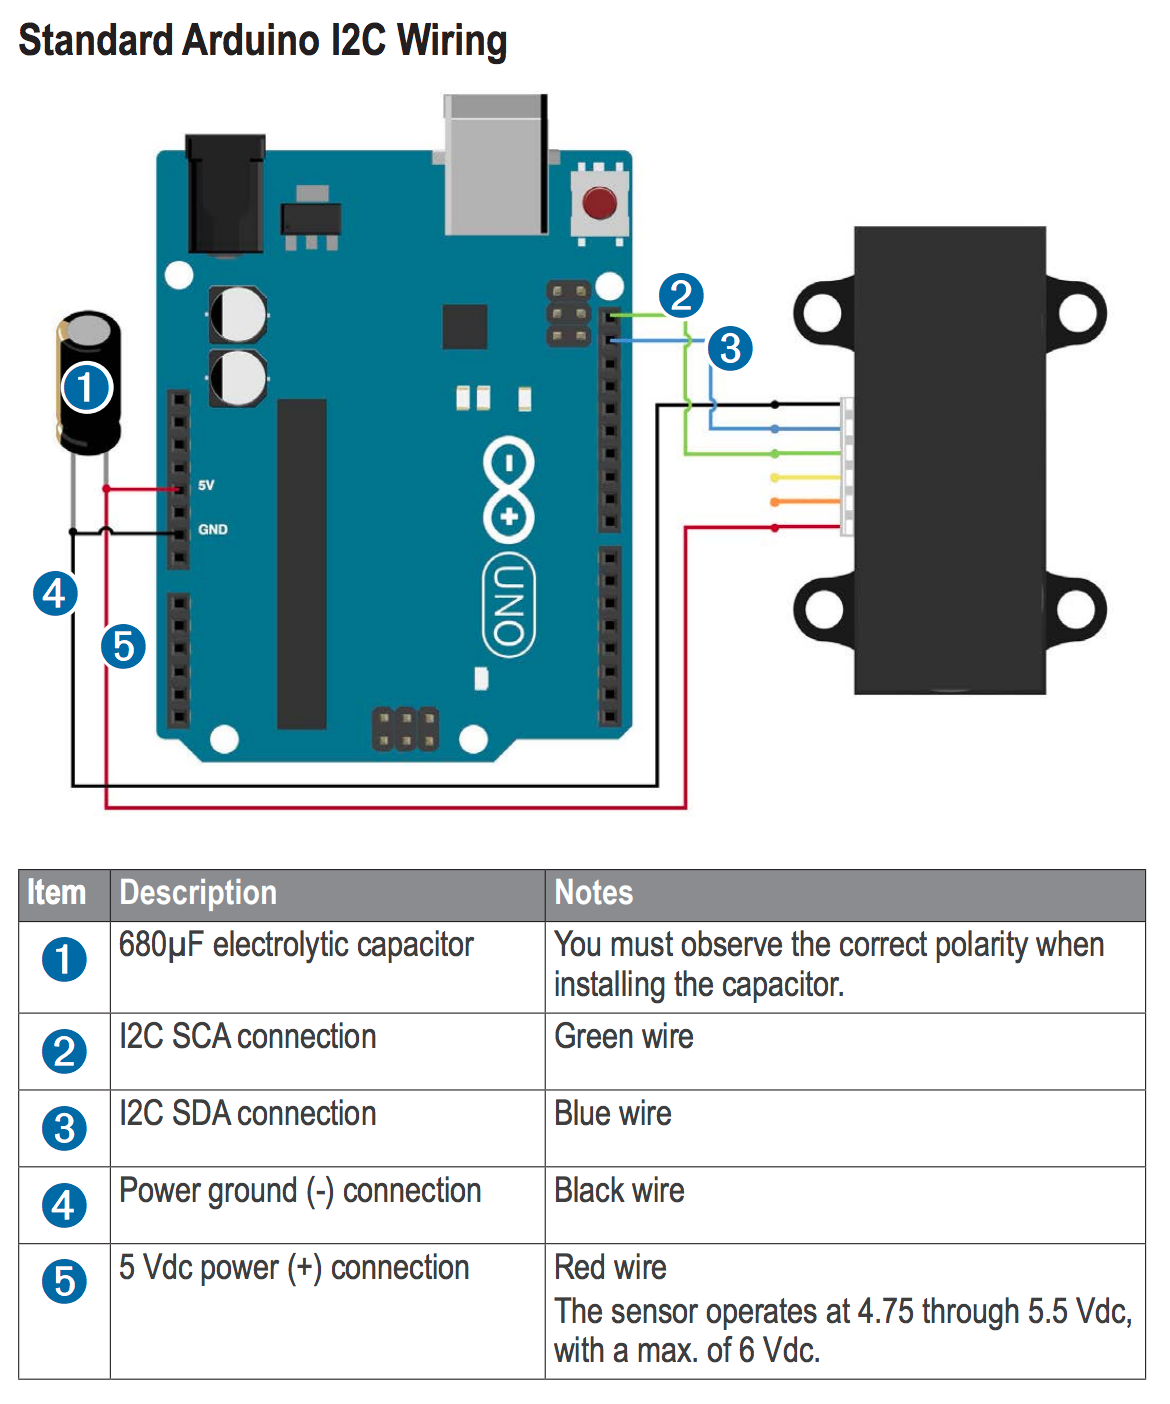 Standard Arduino I2C Wiring
1
2
3
5V
GND
4
5
UNO
Item Description Notes
1 680µF electrolytic capacitor You must observe the correct polarity when
installing the capacitor.
2 I2C SCA connection Green wire
3 I2C SDA connection Blue wire
4 Power ground (-) connection Black wire
5 5 Vdc power (+) connection Red wire
The sensor operates at 4.75 through 5.5 Vdc,
with a max. of 6 Vdc.